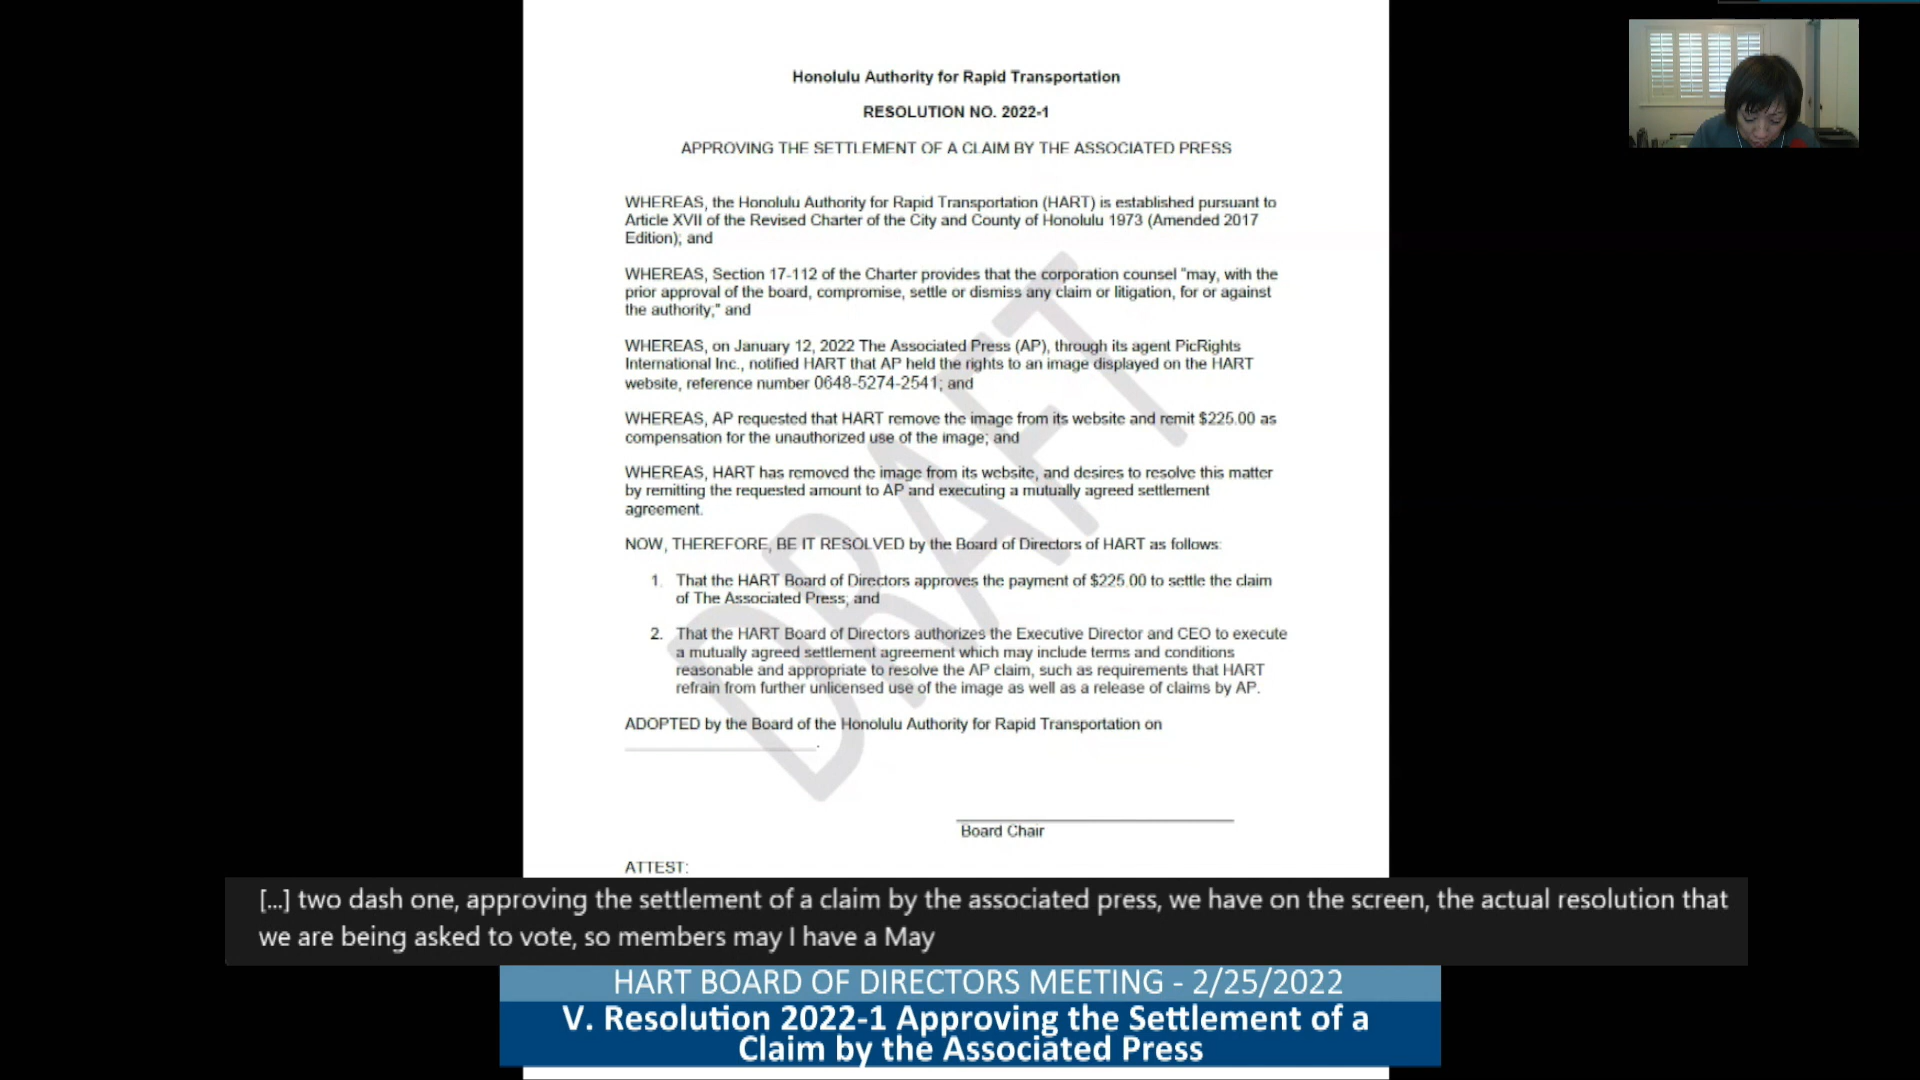 Honolulu Authority for Rapid Transportation
RESOLUTION NO. 2022-1
APPROVING THE SETTLEMENT OF A CLAIM BY THE ASSOCIATED PRESS
WHEREAS, the Honolulu Authority for Rapid Transportation (HART) is established pursuant to
Article XVII of the Revised Charter of the City and County of Honolulu 1973 (Amended 2017
Edition); and
WHEREAS, Section 17-112 of the Charter provides that the corporation counsel "may, with the
prior approval of the board, compromise, settle or dismiss any claim or litigation, for or against
the authority;" and
WHEREAS, on January 12, 2022 The Associated Press (AP), through its agent PicRights
International Inc., notified HART that AP held the rights to an image displayed on the HART
website, reference number 0648-5274-2541; and
WHEREAS, AP requested that HART remove the image from its website and remit $225.00 as
compensation for the unauthorized use of the image; and
WHEREAS, HART has removed the image from its website, and desires to resolve this matter
by remitting the requested amount to AP and executing a mutually agreed settlement
agreement.
NOW, THEREFORE, BE IT RESOLVED by the Board of Directors of HART as follows:
1. That the HART Board of Directors approves the payment of $225.00 to settle the claim
of The Associated Press; and
2. That the HART Board of Directors authorizes the Executive Director and CEO to execute
a mutually agreed settlement agreement which may include terms and conditions
reasonable and appropriate to resolve the AP claim, such as requirements that HART
refrain from further unlicensed use of the image as well as a release of claims by AP.
ADOPTED by the Board of the Honolulu Authority for Rapid Transportation on
.
DRAFT
Board Chair
ATTEST:
[...] two dash one, approving the settlement of a claim by the associated press, we have on the screen, the actual resolution that
we are being asked to vote, so members may I have a May
HART BOARD OF DIRECTORS MEETING - 2/25/2022
V. Resolution 2022-1 Approving the Settlement of a
Claim by the Associated Press